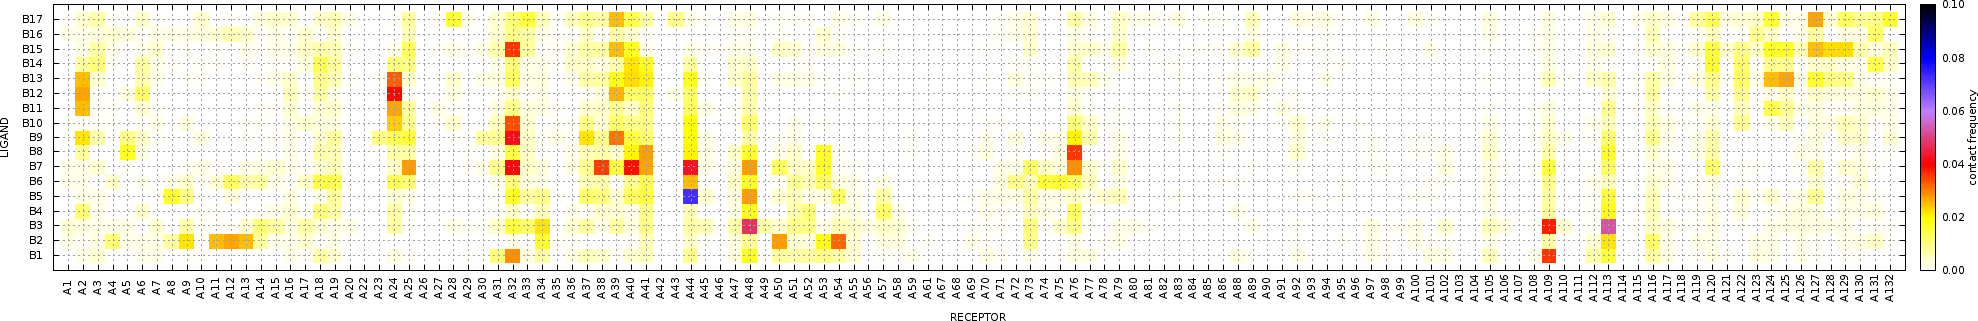 B17
B16
B15
B14
B13
B12
B11
B10
B9
B8
B7
B6
B5
B4
B3
B2
B1
LIGAND
A1 A2 A3 A4 A5 A6 A7 A8 A9 A10 A11 A12 A13 A14 A15 A16 A17 A18 A19 A20 A22 A23 A24 A25 A26 A27 A28 A29 A30 A31 A32 A33 A34 A35 A36 A37 A38 A39 A40 A41 A42 A43 A44 A45 A46 A47 A48 A49 A50 A51 A52 A53 A54 A55 A56 A57 A58 A59 A61 A67 A68 A69 A70 A71 A72 A73 A74 A75 A76 A77 A78 A79 A80 A81 A82 A83 A84 A85 A86 A88 A89 A90 A91 A92 A93 A94 A95 A96 A97 A98 A99 A100 A101 A102 A103 A104 A105 A106 A107 A108 A109 A110 A111 A112 A113 A114 A115 A116 A117 A118 A119 A120 A121 A122 A123 A124 A125 A126 A127 A128 A129 A130 A131 A132
RECEPTOR
0.10
0.08
0.06
0.04
0.02
0.00
contact frequency